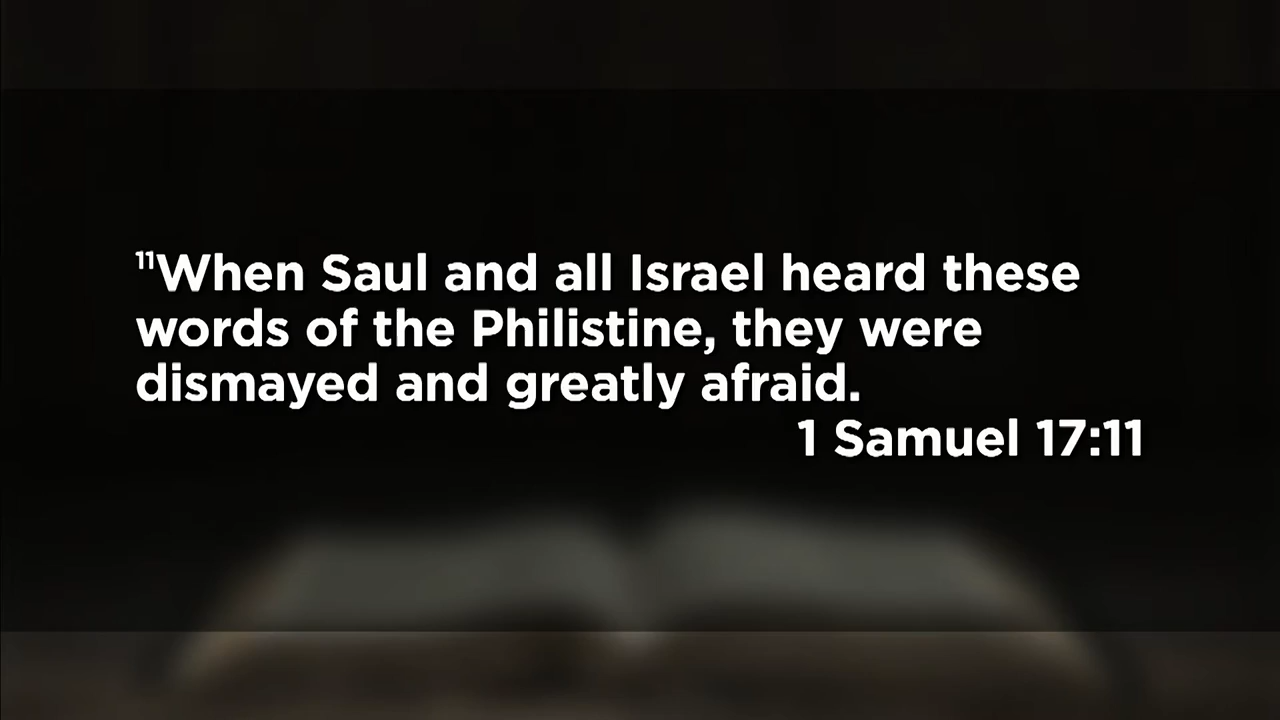 ¹¹When Saul and all Israel heard these
words of the Philistine, they were
dismayed and greatly afraid.
1 Samuel 17:11